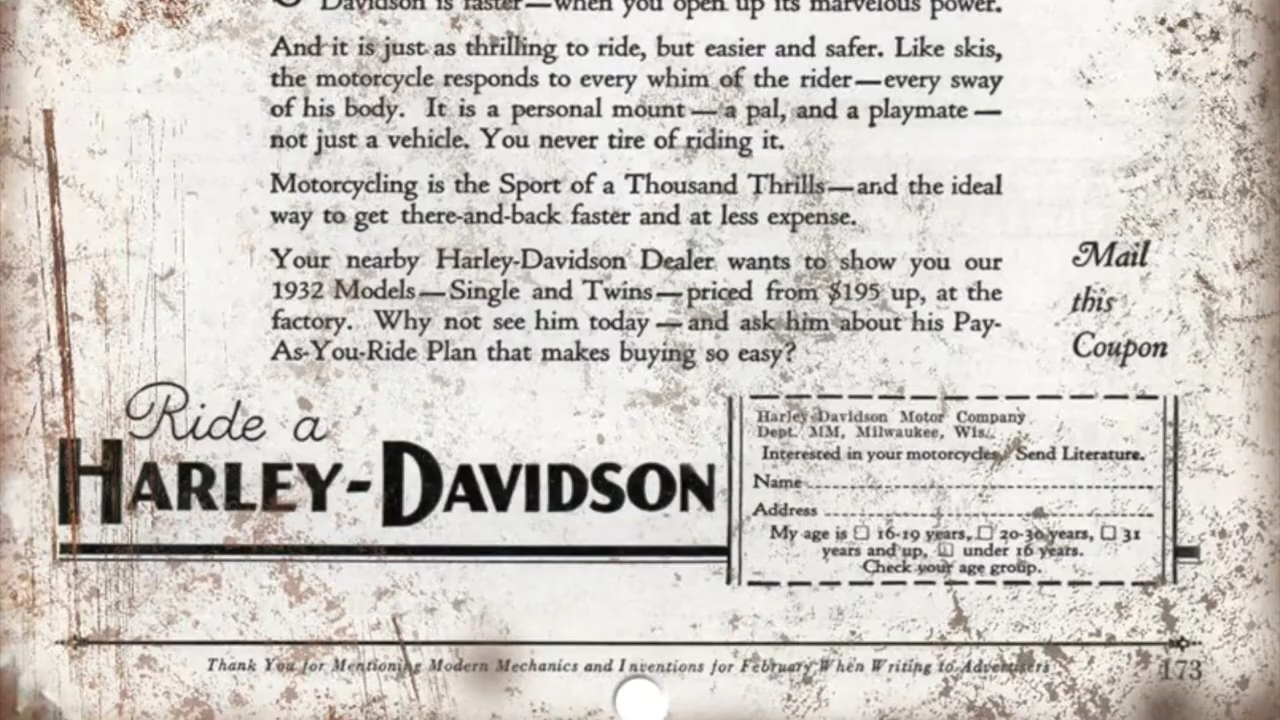 Davidson is faster—when you open up its marvelous power.
And it is just as thrilling to ride, but easier and safer. Like skis,
the motorcycle responds to every whim of the rider—every sway
of his body. It is a personal mount — a pal, and a playmate —
not just a vehicle. You never tire of riding it.
Motorcycling is the Sport of a Thousand Thrills—and the ideal
way to get there-and-back faster and at less expense.
Your nearby Harley-Davidson Dealer wants to show you our
1932 Models—Single and Twins—priced from $195 up, at the
factory. Why not see him today — and ask him about his Pay-
As-You-Ride Plan that makes buying so easy?
Mail
this
Coupon
Ride a
HARLEY-DAVIDSON
Harley-Davidson Motor Company
Dept. MM, Milwaukee, Wis.
Interested in your motorcycles. Send Literature.
Name
Address
My age is ☐ 16-19 years, ☐ 20-30 years, ☐ 31
years and up, ☐ under 16 years.
Check your age group.
Thank You for Mentioning Modern Mechanics and Inventions for February When Writing to Advertisers
173